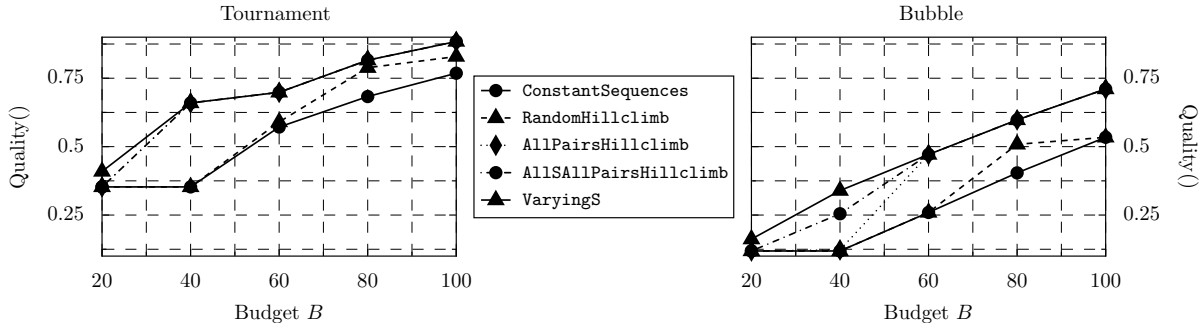 Tournament
0.75
0.5
0.25
20 40 60 80 100
Budget B
Quality()
ConstantSequences
RandomHillclimb
AllPairsHillclimb
AllSAllPairsHillclimb
VaryingS
Bubble
0.75
0.5
0.25
20 40 60 80 100
Budget B
Quality()